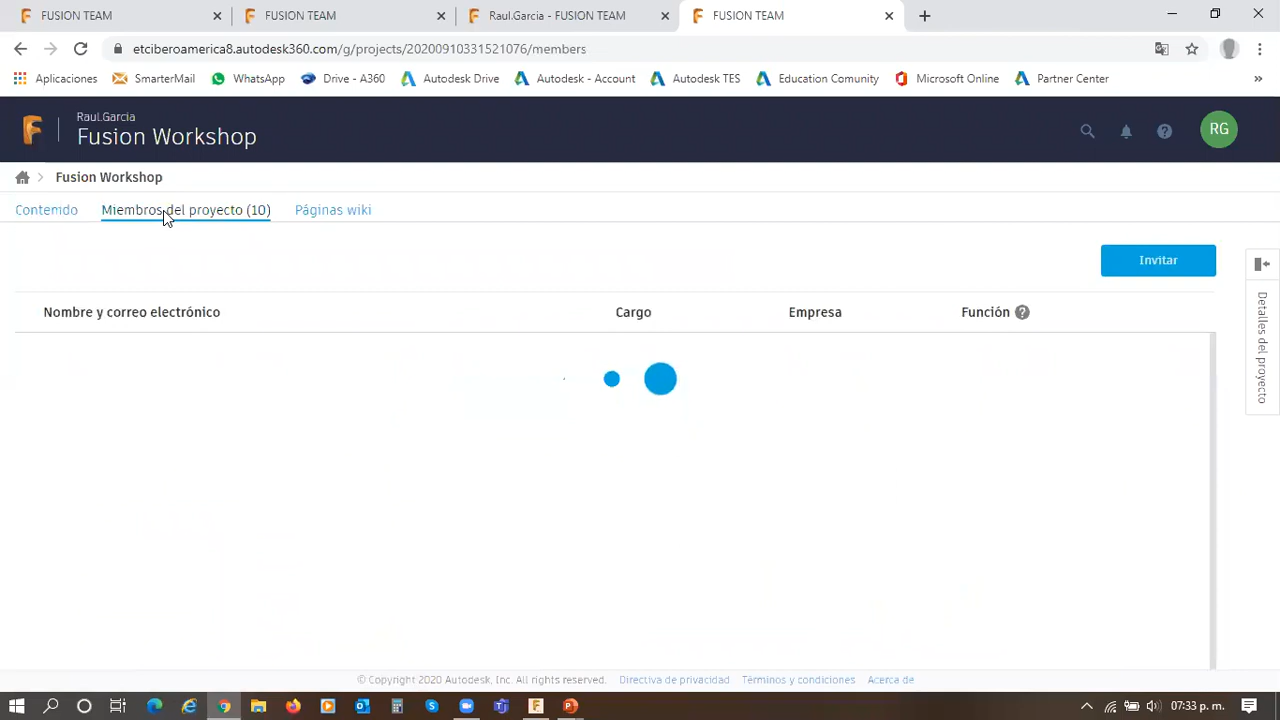 FUSION TEAM
FUSION TEAM
Raul.Garcia - FUSION TEAM
FUSION TEAM
etciberoamerica8.autodesk360.com/g/projects/20200910331521076/members
Aplicaciones
SmarterMail
WhatsApp
Drive - A360
Autodesk Drive
Autodesk - Account
Autodesk TES
Education Comunity
Microsoft Online
Partner Center
»
Raul.Garcia
Fusion Workshop
RG
Fusion Workshop
Contenido
Miembros del proyecto (10)
Páginas wiki
Invitar
Nombre y correo electrónico
Cargo
Empresa
Función
Detalles del proyecto
© Copyright 2020 Autodesk, Inc. All rights reserved.
Directiva de privacidad
Términos y condiciones
Acerca de
07:33 p. m.